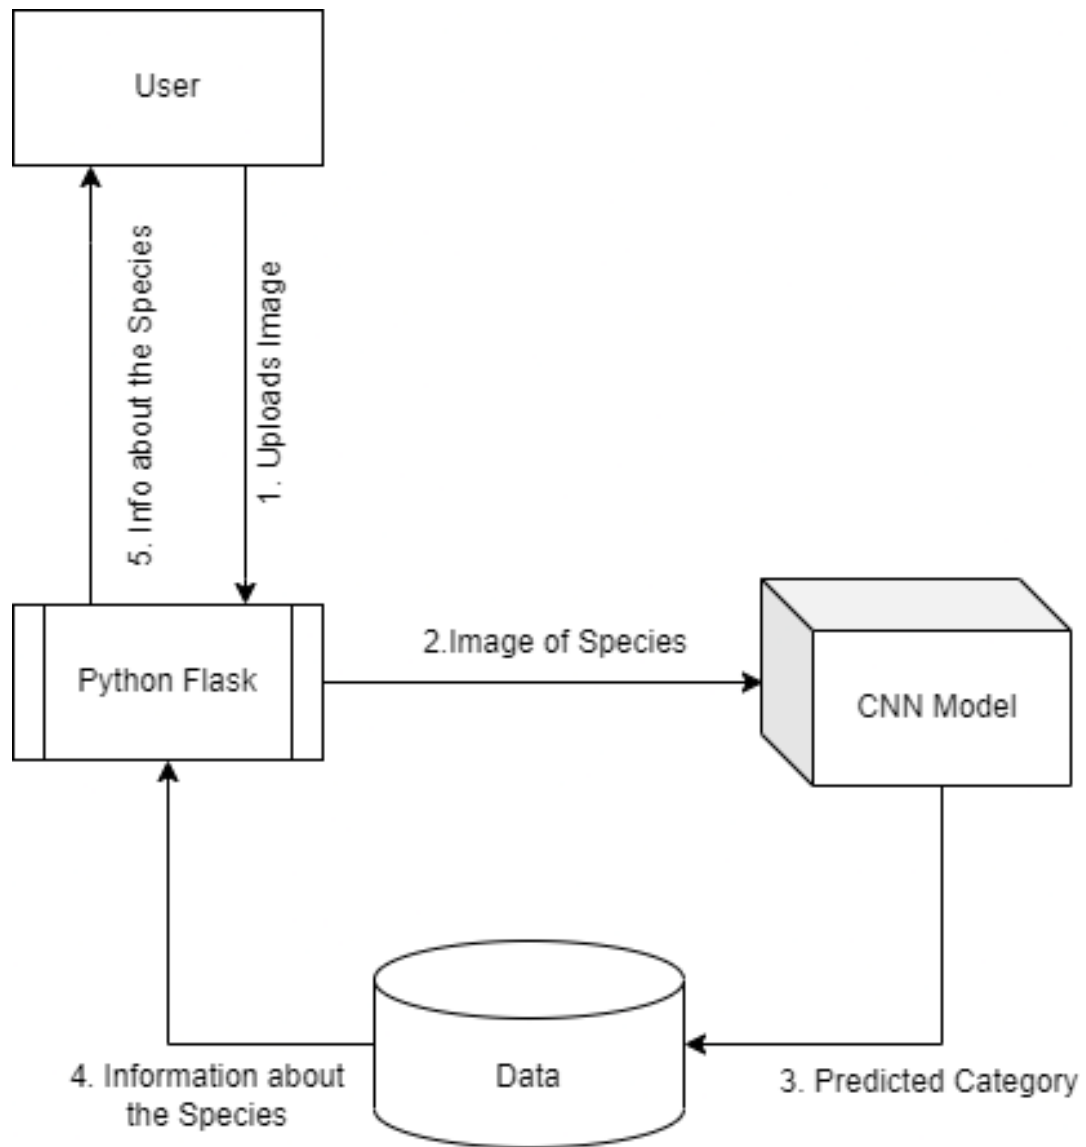 User
5. Info about the Species
1. Uploads Image
2.Image of Species
Python Flask
CNN Model
4. Information about
the Species
Data
3. Predicted Category